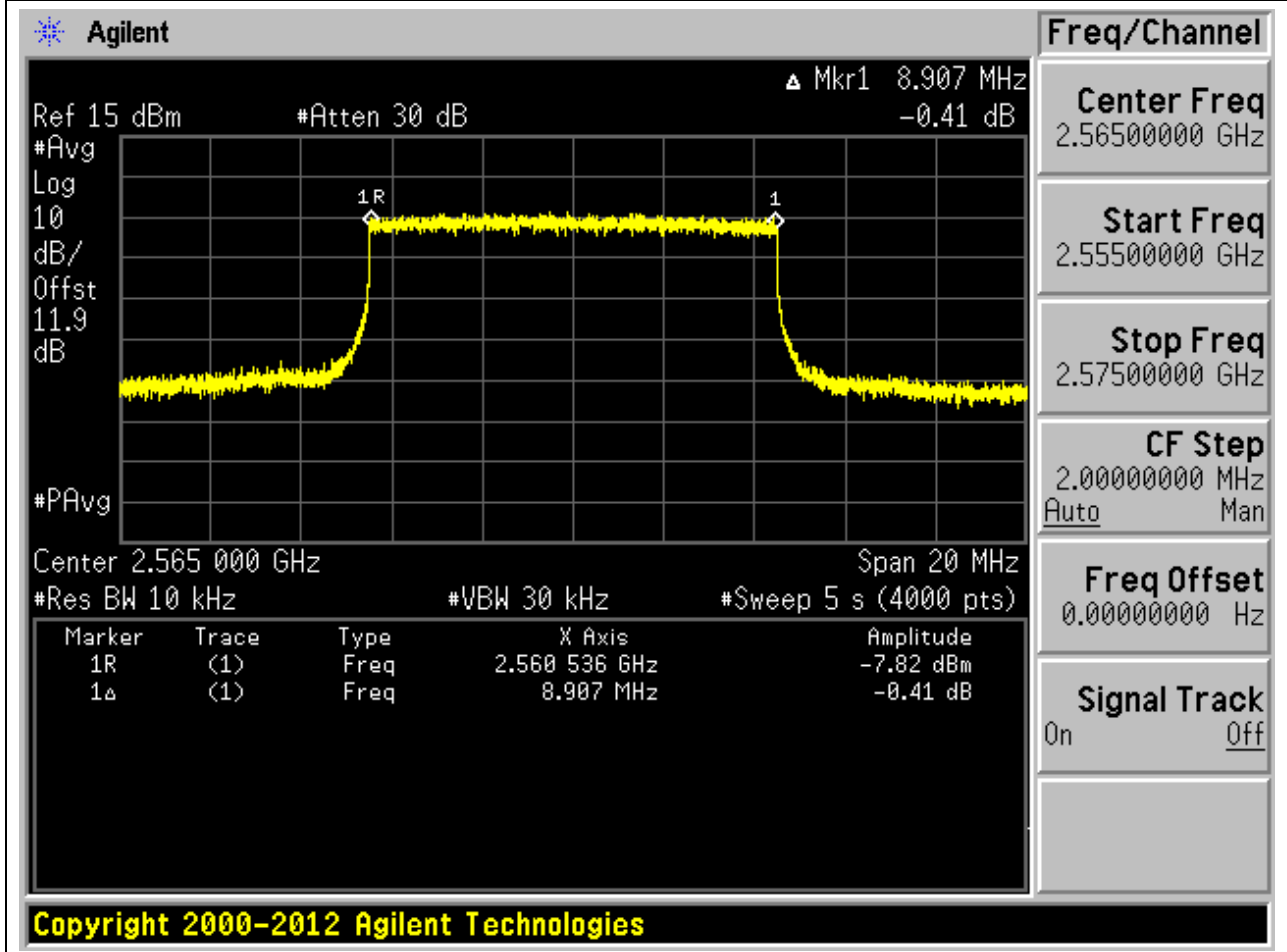 Agilent
Freq/Channel
Δ Mkr1 8.907 MHz
Ref 15 dBm #Atten 30 dB -0.41 dB
#Avg
Log
10
dB/
Offst
11.9
dB
#PAvg
1R
1
Center 2.565 000 GHz Span 20 MHz
#Res BW 10 kHz #VBW 30 kHz #Sweep 5 s (4000 pts)
Marker Trace Type X Axis Amplitude
1R (1) Freq 2.560 536 GHz -7.82 dBm
1Δ (1) Freq 8.907 MHz -0.41 dB
Center Freq
2.56500000 GHz
Start Freq
2.55500000 GHz
Stop Freq
2.57500000 GHz
CF Step
2.00000000 MHz
Auto Man
Freq Offset
0.00000000 Hz
Signal Track
On Off
Copyright 2000-2012 Agilent Technologies